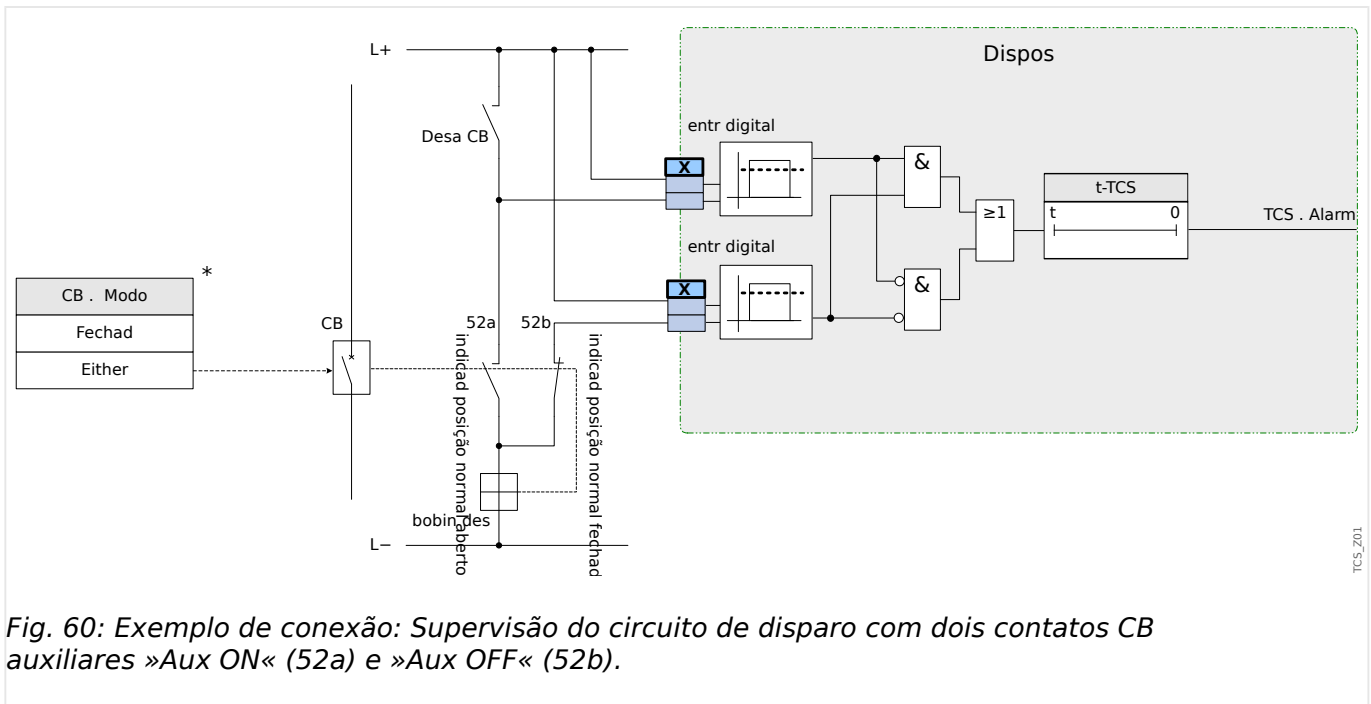 L+
Dispos
entr digital
Desa CB
X
&
t-TCS
≥1
t
0
TCS . Alarm
entr digital
*
X
&
CB . Modo
CB
52a
52b
Fechad
Either
indicad posição normal aberto
indicad posição normal fechad
bobin des
L−
TCS_Z01
Fig. 60: Exemplo de conexão: Supervisão do circuito de disparo com dois contatos CB
auxiliares »Aux ON« (52a) e »Aux OFF« (52b).